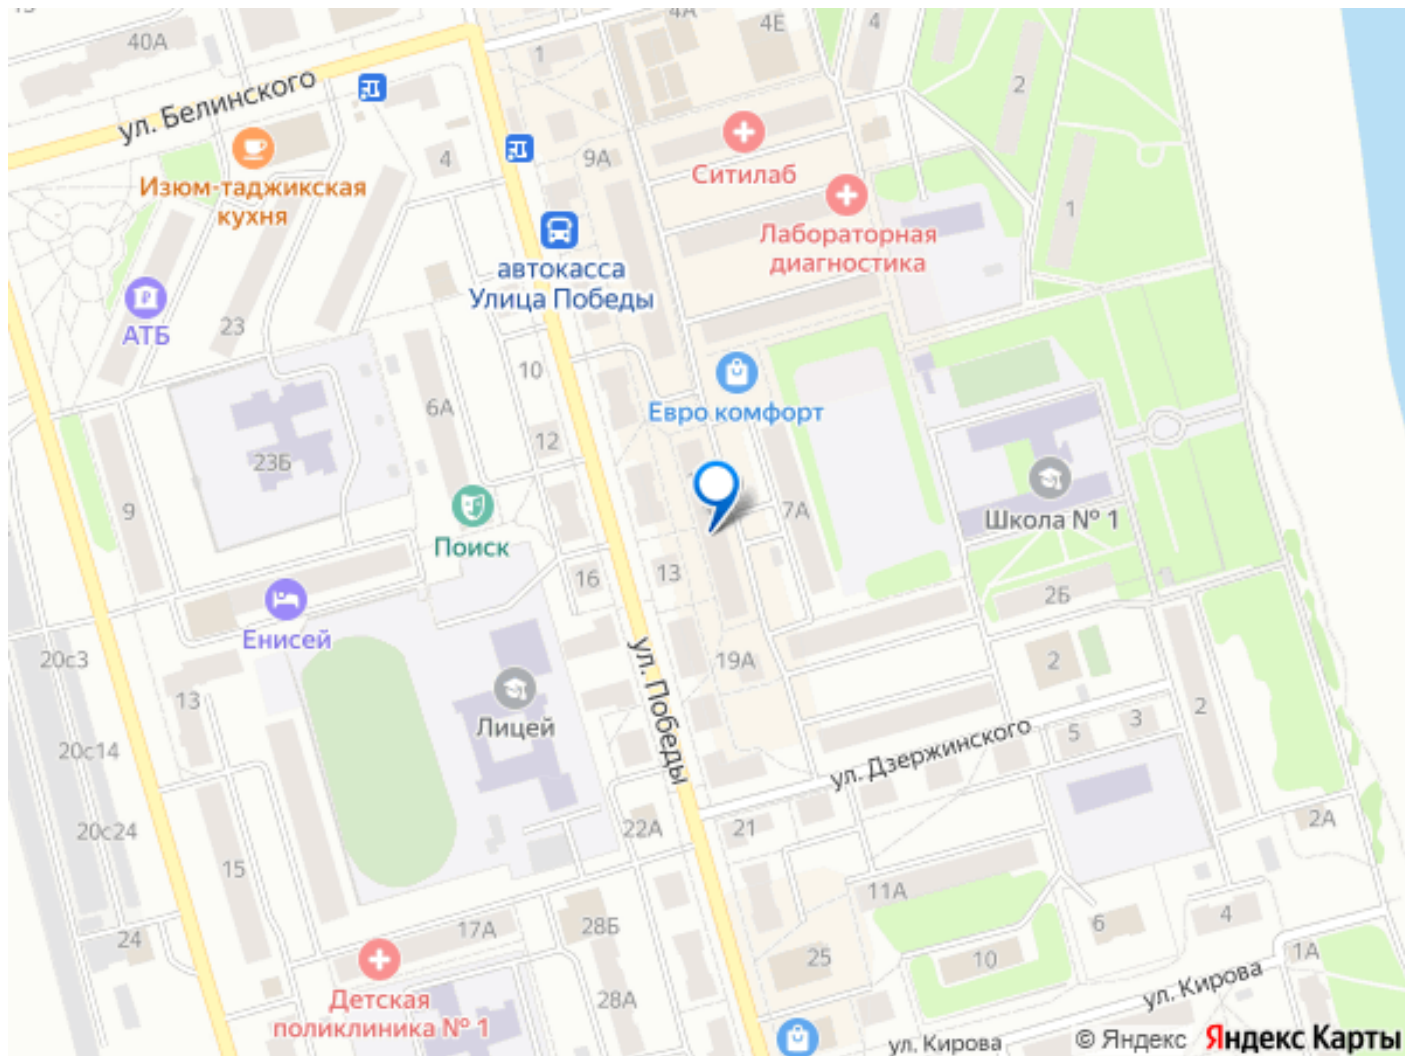 4А
4Е
4
40А
1
2
ул. Белинского
4
9А
Ситилаб
Изюм-таджикская
кухня
1
Лабораторная
диагностика
автокасса
Улица Победы
АТБ
23
10
6А
Евро комфорт
12
23Б
9
7А
Школа № 1
Поиск
13
16
2Б
Енисей
20с3
19А
2
13
ул. Победы
2
Лицей
3
5
20с14
ул. Дзержинского
20с24
22А
21
2А
15
11А
17А
28Б
4
6
24
25
10
1А
Детская
поликлиника № 1
28А
ул. Кирова
ул. Кирова
© Яндекс Яндекс Карты